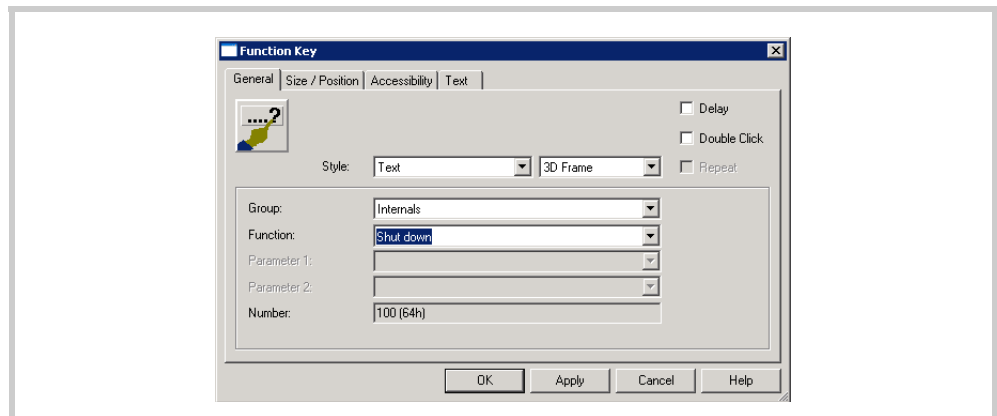 Function Key
General Size / Position Accessibility Text
....?
Delay
Double Click
Style: Text 3D Frame Repeat
Group: Internals
Function: Shut down
Parameter 1:
Parameter 2:
Number: 100 (64h)
OK Apply Cancel Help